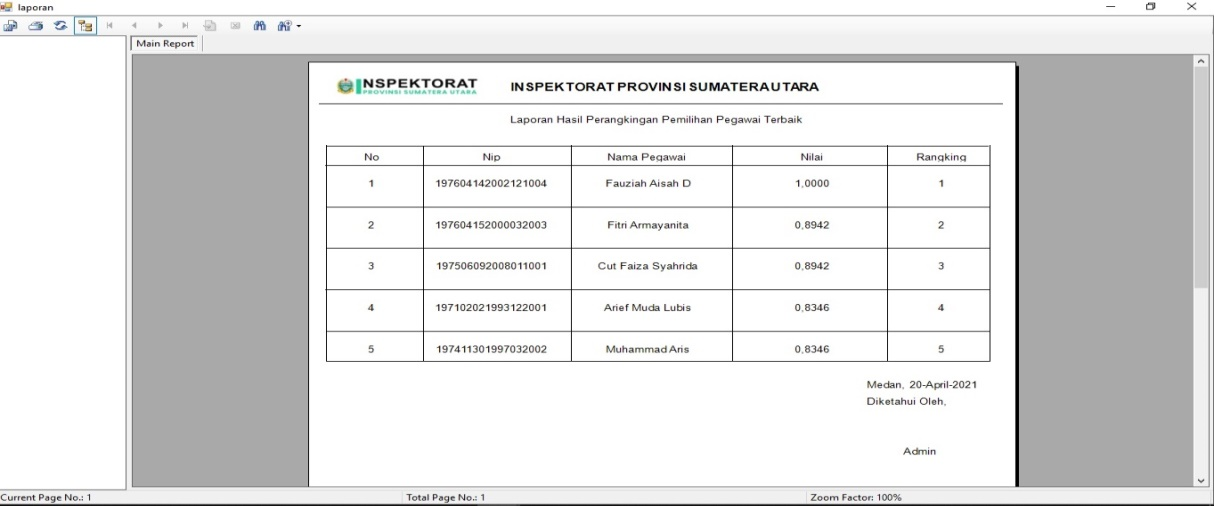 laporan
Main Report
INSPEKTORAT
PROVINSI SUMATERA UTARA
INSPEKTORAT PROVINSI SUMATERA UTARA
Laporan Hasil Perangkingan Pemilihan Pegawai Terbaik
No Nip Nama Pegawai Nilai Rangking
1 197604142002121004 Fauziah Aisah D 1,0000 1
2 197604152000032003 Fitri Armayanita 0,8942 2
3 197506092008011001 Cut Faiza Syahrida 0,8942 3
4 197102021993122001 Arief Muda Lubis 0,8346 4
5 197411301997032002 Muhammad Aris 0,8346 5
Medan, 20-April-2021
Diketahui Oleh,
Admin
Current Page No.: 1 Total Page No.: 1 Zoom Factor: 100%